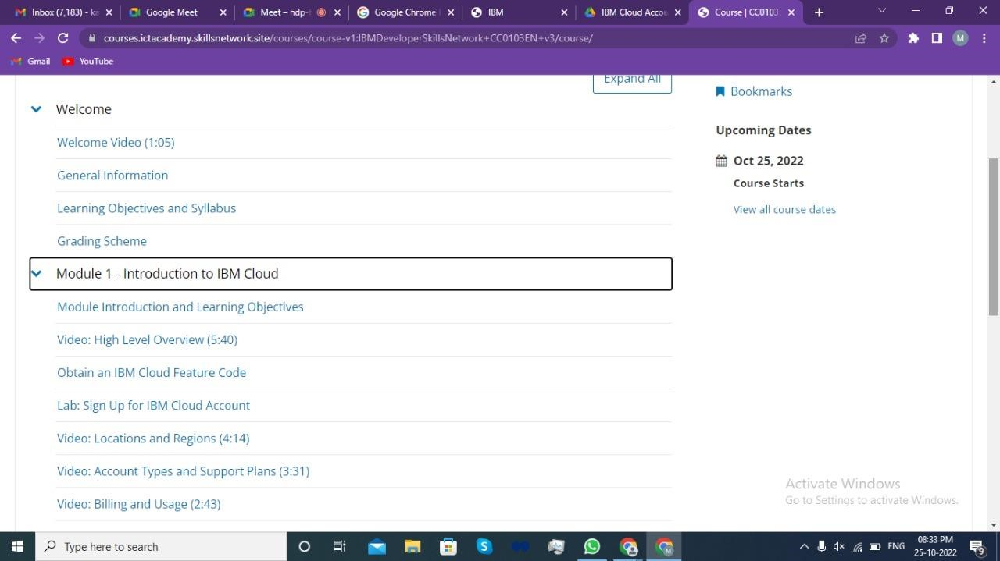 Inbox (7,183) - ka
Google Meet
Meet – hdp-f
Google Chrome
IBM
IBM Cloud Accou
Course | CC0103E
courses.ictacademy.skillsnetwork.site/courses/course-v1:IBMDeveloperSkillsNetwork+CC0103EN+v3/course/
M
Gmail
YouTube
Expand All
Welcome
Welcome Video (1:05)
General Information
Learning Objectives and Syllabus
Grading Scheme
Module 1 - Introduction to IBM Cloud
Module Introduction and Learning Objectives
Video: High Level Overview (5:40)
Obtain an IBM Cloud Feature Code
Lab: Sign Up for IBM Cloud Account
Video: Locations and Regions (4:14)
Video: Account Types and Support Plans (3:31)
Video: Billing and Usage (2:43)
Bookmarks
Upcoming Dates
Oct 25, 2022
Course Starts
View all course dates
Activate Windows
Go to Settings to activate Windows.
Type here to search
ENG
08:33 PM
25-10-2022
9